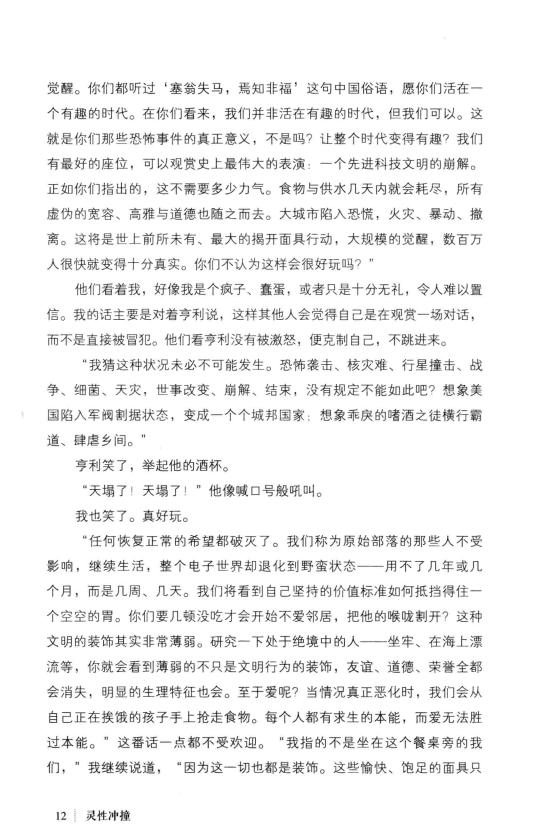 觉醒。你们都听过‘塞翁失马，焉知非福’这句中国俗语，愿你们活在一
个有趣的时代。在你们看来，我们并非活在有趣的时代，但我们可以。这
就是你们那些恐怖事件的真正意义，不是吗？让整个时代变得有趣？我们
有最好的座位，可以观赏史上最伟大的表演：一个先进科技文明的崩解。
正如你们指出的，这不需要多少力气。食物与供水几天内就会耗尽，所有
虚伪的宽容、高雅与道德也随之而去。大城市陷入恐慌，火灾、暴动、撤
离。这将是世上前所未有、最大的揭开面具行动，大规模的觉醒，数百万
人很快就变得十分真实。你们不认为这样会很好玩吗？”
他们看着我，好像我是个疯子、蠢蛋，或者只是十分无礼，令人难以置
信。我的话主要是对着亨利说，这样其他人会觉得自己是在观赏一场对话，
而不是直接被冒犯。他们看亨利没有被激怒，便克制自己，不跳进来。
“我猜这种状况未必不可能发生。恐怖袭击、核灾难、行星撞击、战
争、细菌、天灾，世事改变、崩解、结束，没有规定不能如此吧？想象美
国陷入军阀割据状态，变成一个个城邦国家；想象乖戾的嗜酒之徒横行霸
道、肆虐乡间。”
亨利笑了，举起他的酒杯。
“天塌了！天塌了！”他像喊口号般吼叫。
我也笑了。真好玩。
“任何恢复正常的希望都破灭了。我们称为原始部落的那些人不受
影响，继续生活，整个电子世界却退化到野蛮状态——用不了几年或几
个月，而是几周、几天。我们将看到自己坚持的价值标准如何抵挡得住一
个空空的胃。你们要几顿没吃才会开始不爱邻居，把他的喉咙割开？这种
文明的装饰其实非常薄弱。研究一下处于绝境中的人——坐牢、在海上漂
流等，你就会看到薄弱的不只是文明行为的装饰，友谊、道德、荣誉全都
会消失，明显的生理特征也会。至于爱呢？当情况真正恶化时，我们会从
自己正在挨饿的孩子手上抢走食物。每个人都有求生的本能，而爱无法胜
过本能。”这番话一点都不受欢迎。“我指的不是坐在这个餐桌旁的我
们，”我继续说道，“因为这一切也都是装饰。这些愉快、饱足的面具只
12 灵性冲撞